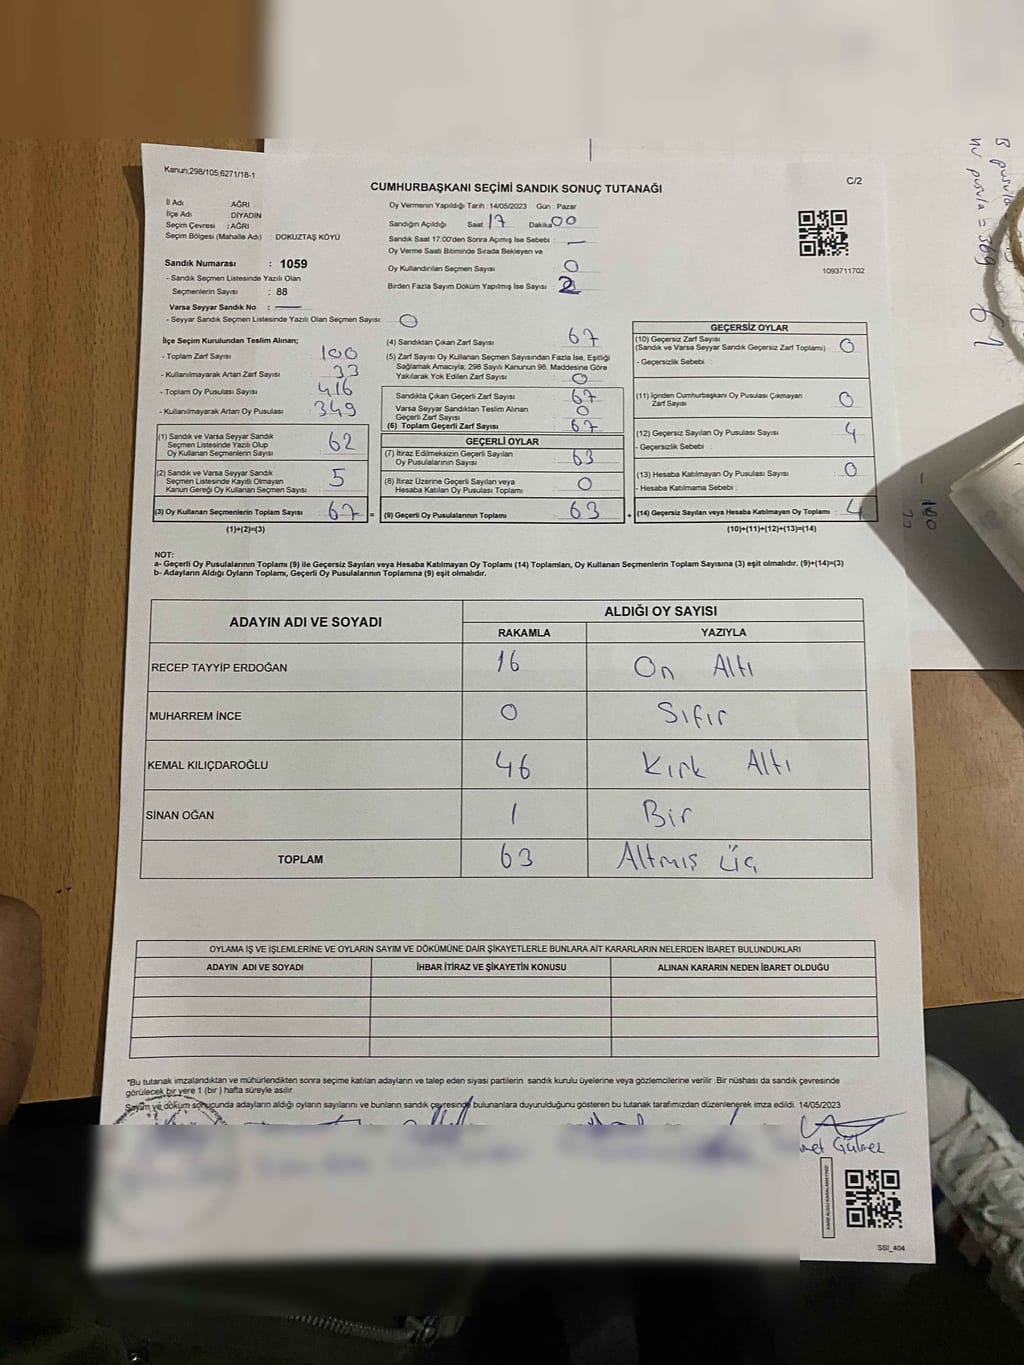 Kanun;298/105,6271/18-1
CUMHURBAŞKANI SEÇİMİ SANDIK SONUÇ TUTANAĞI
C/2
İl Adı : AĞRI
İlçe Adı : DİYADİN
Seçim Çevresi : AĞRI
Seçim Bölgesi (Mahalle Adı) DOKUZTAŞ KÖYÜ
Sandık Numarası : 1059
- Sandık Seçmen Listesinde Yazılı Olan
Seçmenlerin Sayısı : 88
Varsa Seyyar Sandık No : —
- Seyyar Sandık Seçmen Listesinde Yazılı Olan Seçmen Sayısı: 0
Oy Vermenin Yapıldığı Tarih : 14/05/2023 Gün : Pazar
Sandığın Açıldığı Saat 17 Dakika 00
Sandık Saat 17:00'den Sonra Açımış İse Sebebi : —
Oy Verme Saati Bitiminde Sırada Bekleyen ve
Oy Kullandırılan Seçmen Sayısı 0
Birden Fazla Sayım Döküm Yapılmış İse Sayısı : 2
1093711702
İlçe Seçim Kurulundan Teslim Alınan;
- Toplam Zarf Sayısı 100
- Kullanılmayarak Artan Zarf Sayısı 33
- Toplam Oy Pusulası Sayısı 416
- Kullanılmayarak Artan Oy Pusulası 349
(1) Sandık ve Varsa Seyyar Sandık
Seçmen Listesinde Yazılı Olup
Oy Kullanan Seçmenlerin Sayısı 62
(2) Sandık ve Varsa Seyyar Sandık
Seçmen Listesinde Kayıtlı Olmayan
Kanun Gereği Oy Kullanan Seçmen Sayısı 5
(3) Oy Kullanan Seçmenlerin Toplam Sayısı 67 =
(1)+(2)=(3)
(4) Sandıktan Çıkan Zarf Sayısı 67
(5) Zarf Sayısı Oy Kullanan Seçmen Sayısından Fazla İse, Eşitliği
Sağlamak Amacıyla; 298 Sayılı Kanunun 98. Maddesine Göre
Yakılarak Yok Edilen Zarf Sayısı : 0
Sandıkta Çıkan Geçerli Zarf Sayısı 67
Varsa Seyyar Sandıktan Teslim Alınan
Geçerli Zarf Sayısı 0
(6) Toplam Geçerli Zarf Sayısı 67
GEÇERLİ OYLAR
(7) İtiraz Edilmeksizin Geçerli Sayılan
Oy Pusulalarının Sayısı 63
(8) İtiraz Üzerine Geçerli Sayılan veya
Hesaba Katılan Oy Pusulası Toplamı 0
(9) Geçerli Oy Pusulalarının Toplamı 63 +
GEÇERSİZ OYLAR
(10) Geçersiz Zarf Sayısı
(Sandık ve Varsa Seyyar Sandık Geçersiz Zarf Toplamı) : 0
- Geçersizlik Sebebi
(11) İçinden Cumhurbaşkanı Oy Pusulası Çıkmayan
Zarf Sayısı 0
(12) Geçersiz Sayılan Oy Pusulası Sayısı 4
- Geçersizlik Sebebi :
(13) Hesaba Katılmayan Oy Pusulası Sayısı 0
- Hesaba Katılmama Sebebi :
(14) Geçersiz Sayılan veya Hesaba Katılmayan Oy Toplamı : 4
(10)+(11)+(12)+(13)=(14)
NOT:
a- Geçerli Oy Pusulalarının Toplamı (9) ile Geçersiz Sayılan veya Hesaba Katılmayan Oy Toplamı (14) Toplamları, Oy Kullanan Seçmenlerin Toplam Sayısına (3) eşit olmalıdır. (9)+(14)=(3)
b- Adayların Aldığı Oyların Toplamı, Geçerli Oy Pusulalarının Toplamına (9) eşit olmalıdır.
ADAYIN ADI VE SOYADI ALDIĞI OY SAYISI
RAKAMLA YAZIYLA
RECEP TAYYİP ERDOĞAN 16 On Altı
MUHARREM İNCE 0 Sıfır
KEMAL KILIÇDAROĞLU 46 Kırk Altı
SİNAN OĞAN 1 Bir
TOPLAM 63 Altmış üç
OYLAMA İŞ VE İŞLEMLERİNE VE OYLARIN SAYIM VE DÖKÜMÜNE DAİR ŞİKAYETLERLE BUNLARA AİT KARARLARIN NELERDEN İBARET BULUNDUKLARI
ADAYIN ADI VE SOYADI İHBAR İTİRAZ VE ŞİKAYETİN KONUSU ALINAN KARARIN NEDEN İBARET OLDUĞU
*Bu tutanak imzalandıktan ve mühürlendikten sonra seçime katılan adayların ve talep eden siyasi partilerin sandık kurulu üyelerine veya gözlemcilerine verilir. Bir nüshası da sandık çevresinde
görülecek bir yere 1 (bir) hafta süreyle asılır
Sayım ve döküm sonucunda adayların aldığı oyların sayılarını ve bunların sandık çevresinde bulunanlara duyurulduğunu gösteren bu tutanak tarafımızdan düzenlenerek imza edildi. 14/05/2023
Gülmez
SSI_404